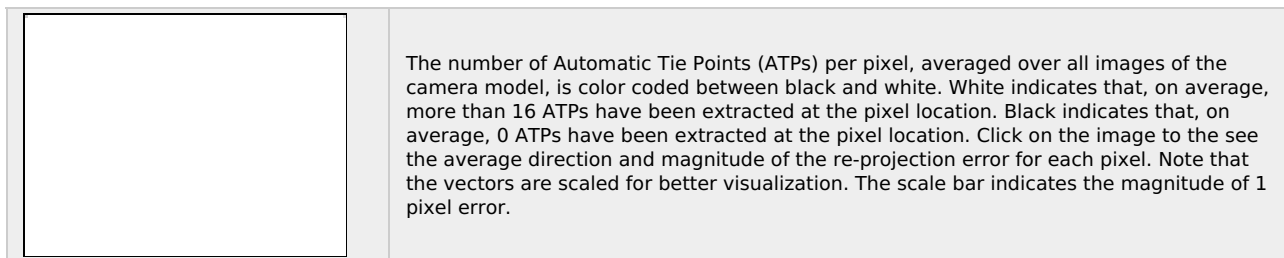 The number of Automatic Tie Points (ATPs) per pixel, averaged over all images of the
camera model, is color coded between black and white. White indicates that, on average,
more than 16 ATPs have been extracted at the pixel location. Black indicates that, on
average, 0 ATPs have been extracted at the pixel location. Click on the image to the see
the average direction and magnitude of the re-projection error for each pixel. Note that
the vectors are scaled for better visualization. The scale bar indicates the magnitude of 1
pixel error.